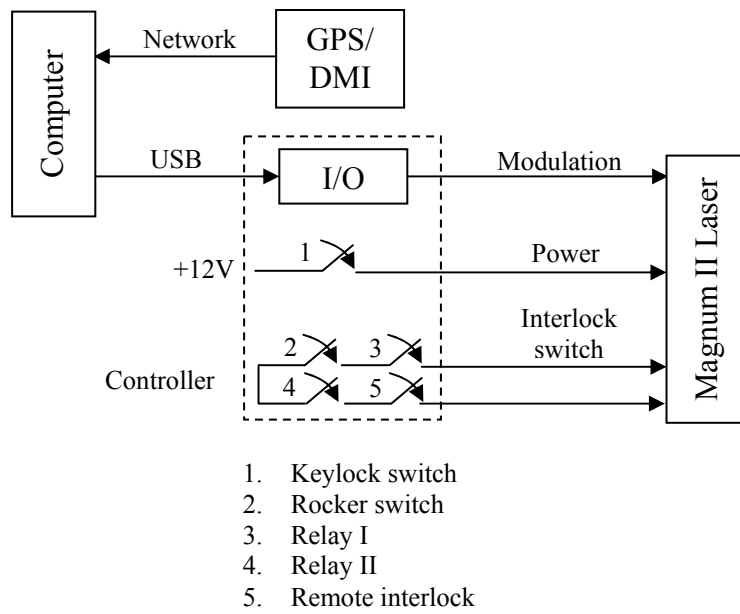 Network
GPS/
DMI
Computer
USB
I/O
Modulation
Magnum II Laser
+12V
1
Power
Interlock
switch
2
3
Controller
4
5
1. Keylock switch
2. Rocker switch
3. Relay I
4. Relay II
5. Remote interlock